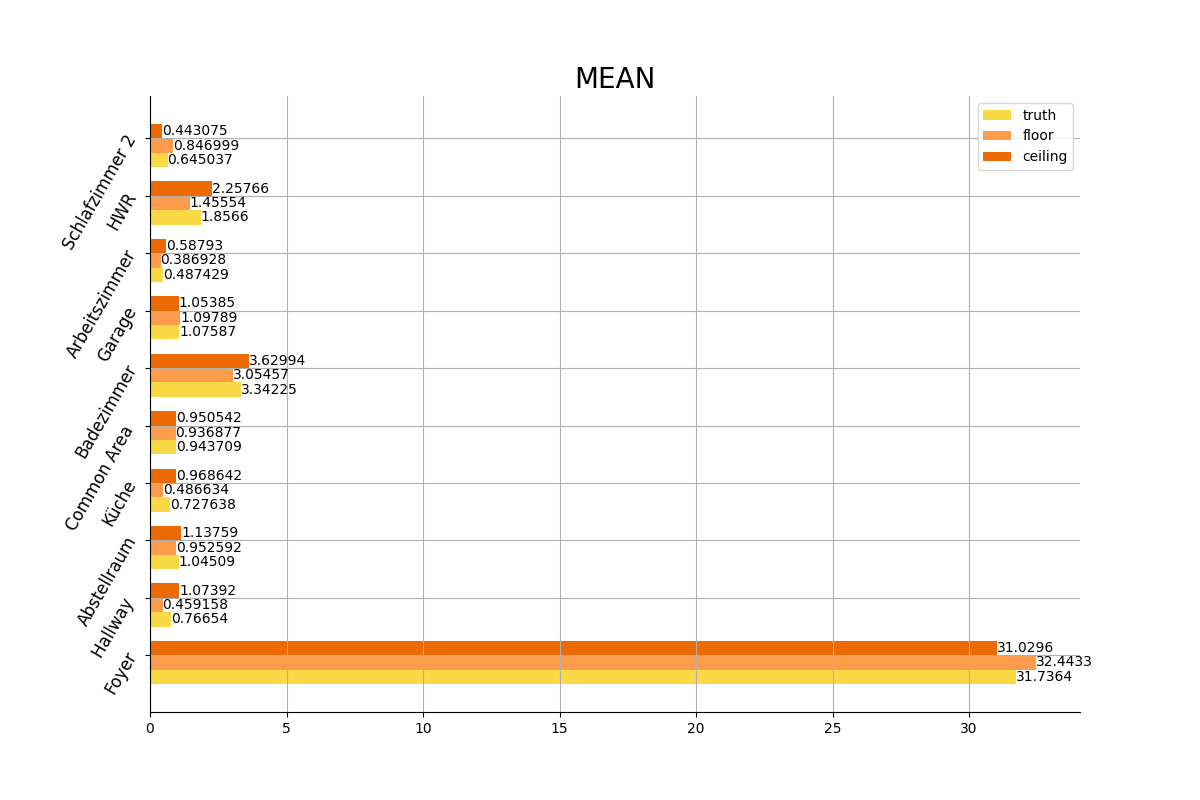 MEAN
truth
floor
ceiling
Schlafzimmer 2
0.443075
0.846999
0.645037
HWR
2.25766
1.45554
1.8566
Arbeitszimmer
0.58793
0.386928
0.487429
Garage
1.05385
1.09789
1.07587
Badezimmer
3.62994
3.05457
3.34225
Common Area
0.950542
0.936877
0.943709
Küche
0.968642
0.486634
0.727638
Abstellraum
1.13759
0.952592
1.04509
Hallway
1.07392
0.459158
0.76654
Foyer
31.0296
32.4433
31.7364
0 5 10 15 20 25 30